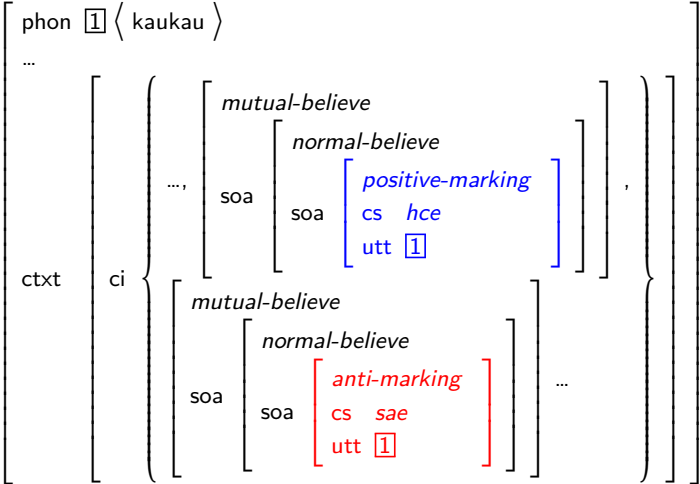 phon 1 ⟨ kaukau ⟩
…
mutual-believe
normal-believe
positive-marking
…, soa soa cs hce ,
utt 1
ctxt ci
mutual-believe
normal-believe
anti-marking
soa soa cs sae …
utt 1